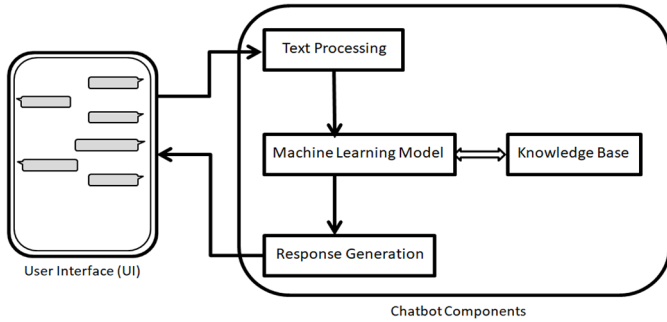 Text Processing
Machine Learning Model
Knowledge Base
Response Generation
User Interface (UI)
Chatbot Components